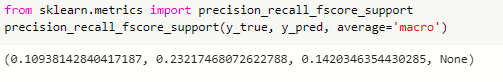 from sklearn.metrics import precision_recall_fscore_support
precision_recall_fscore_support(y_true, y_pred, average='macro')
(0.10938142840417187, 0.23217468072622788, 0.1420346354430285, None)